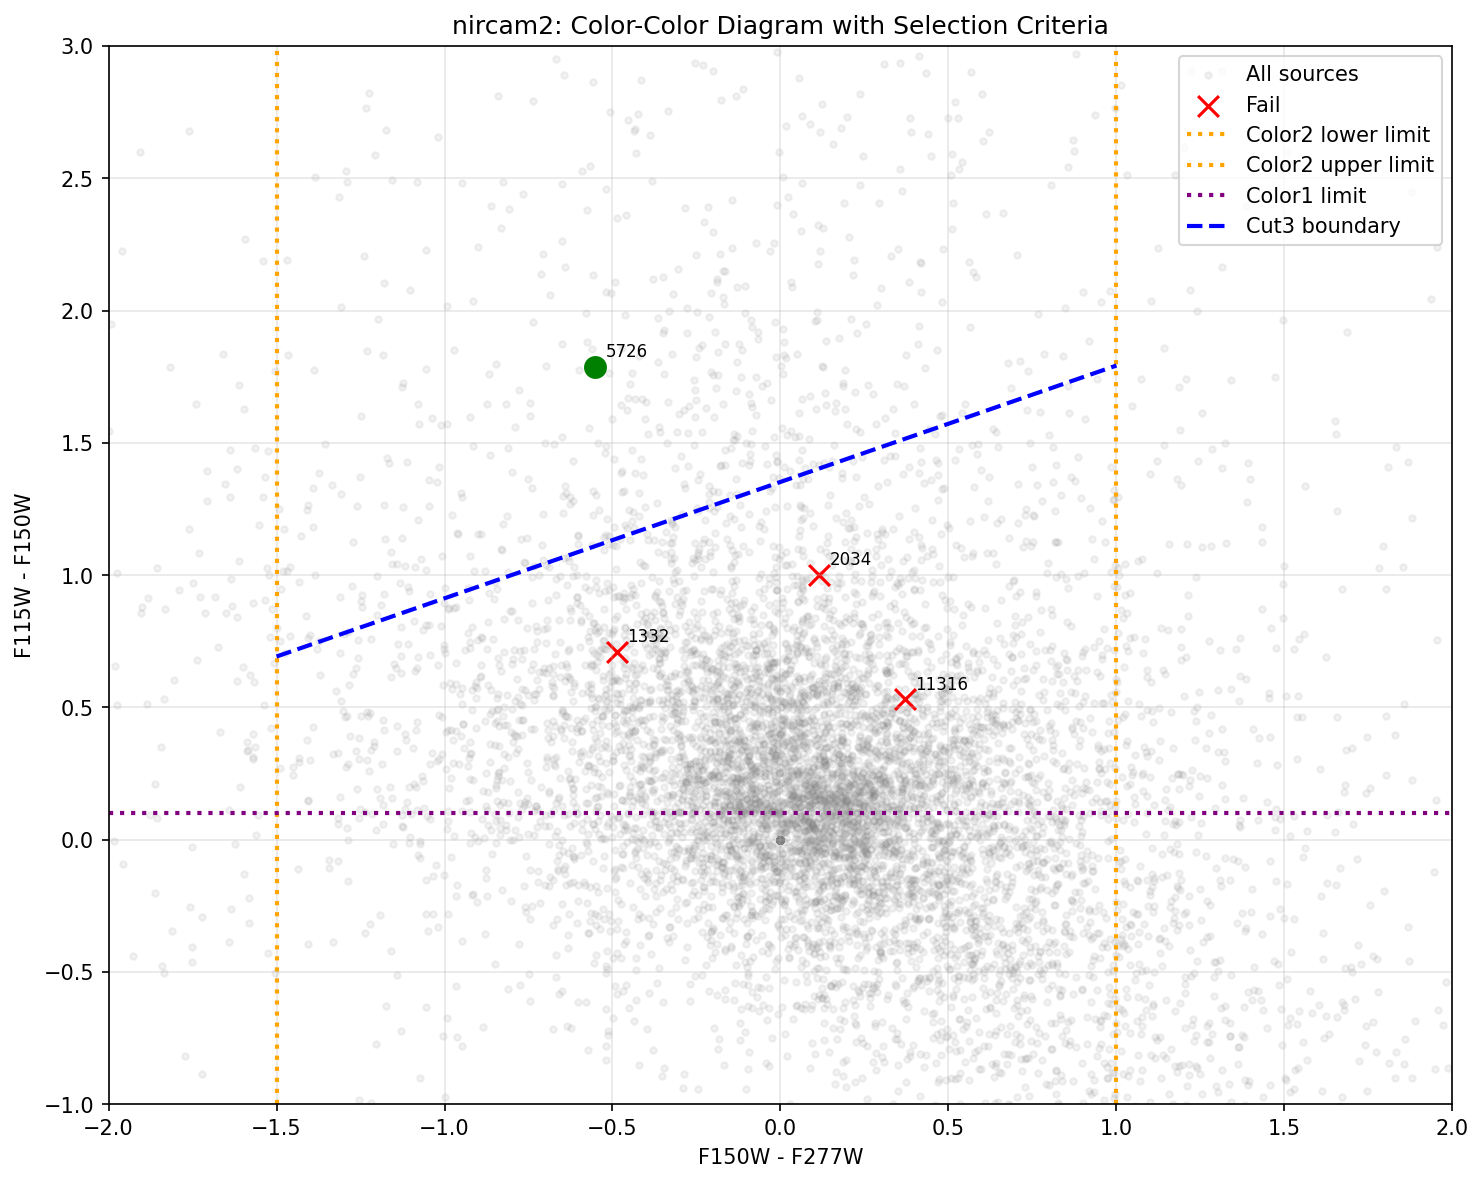 nircam2: Color-Color Diagram with Selection Criteria
3.0
2.5
2.0
1.5
1.0
0.5
0.0
−0.5
−1.0
F115W - F150W
All sources
Fail
Color2 lower limit
Color2 upper limit
Color1 limit
Cut3 boundary
5726
2034
1332
11316
−2.0 −1.5 −1.0 −0.5 0.0 0.5 1.0 1.5 2.0
F150W - F277W